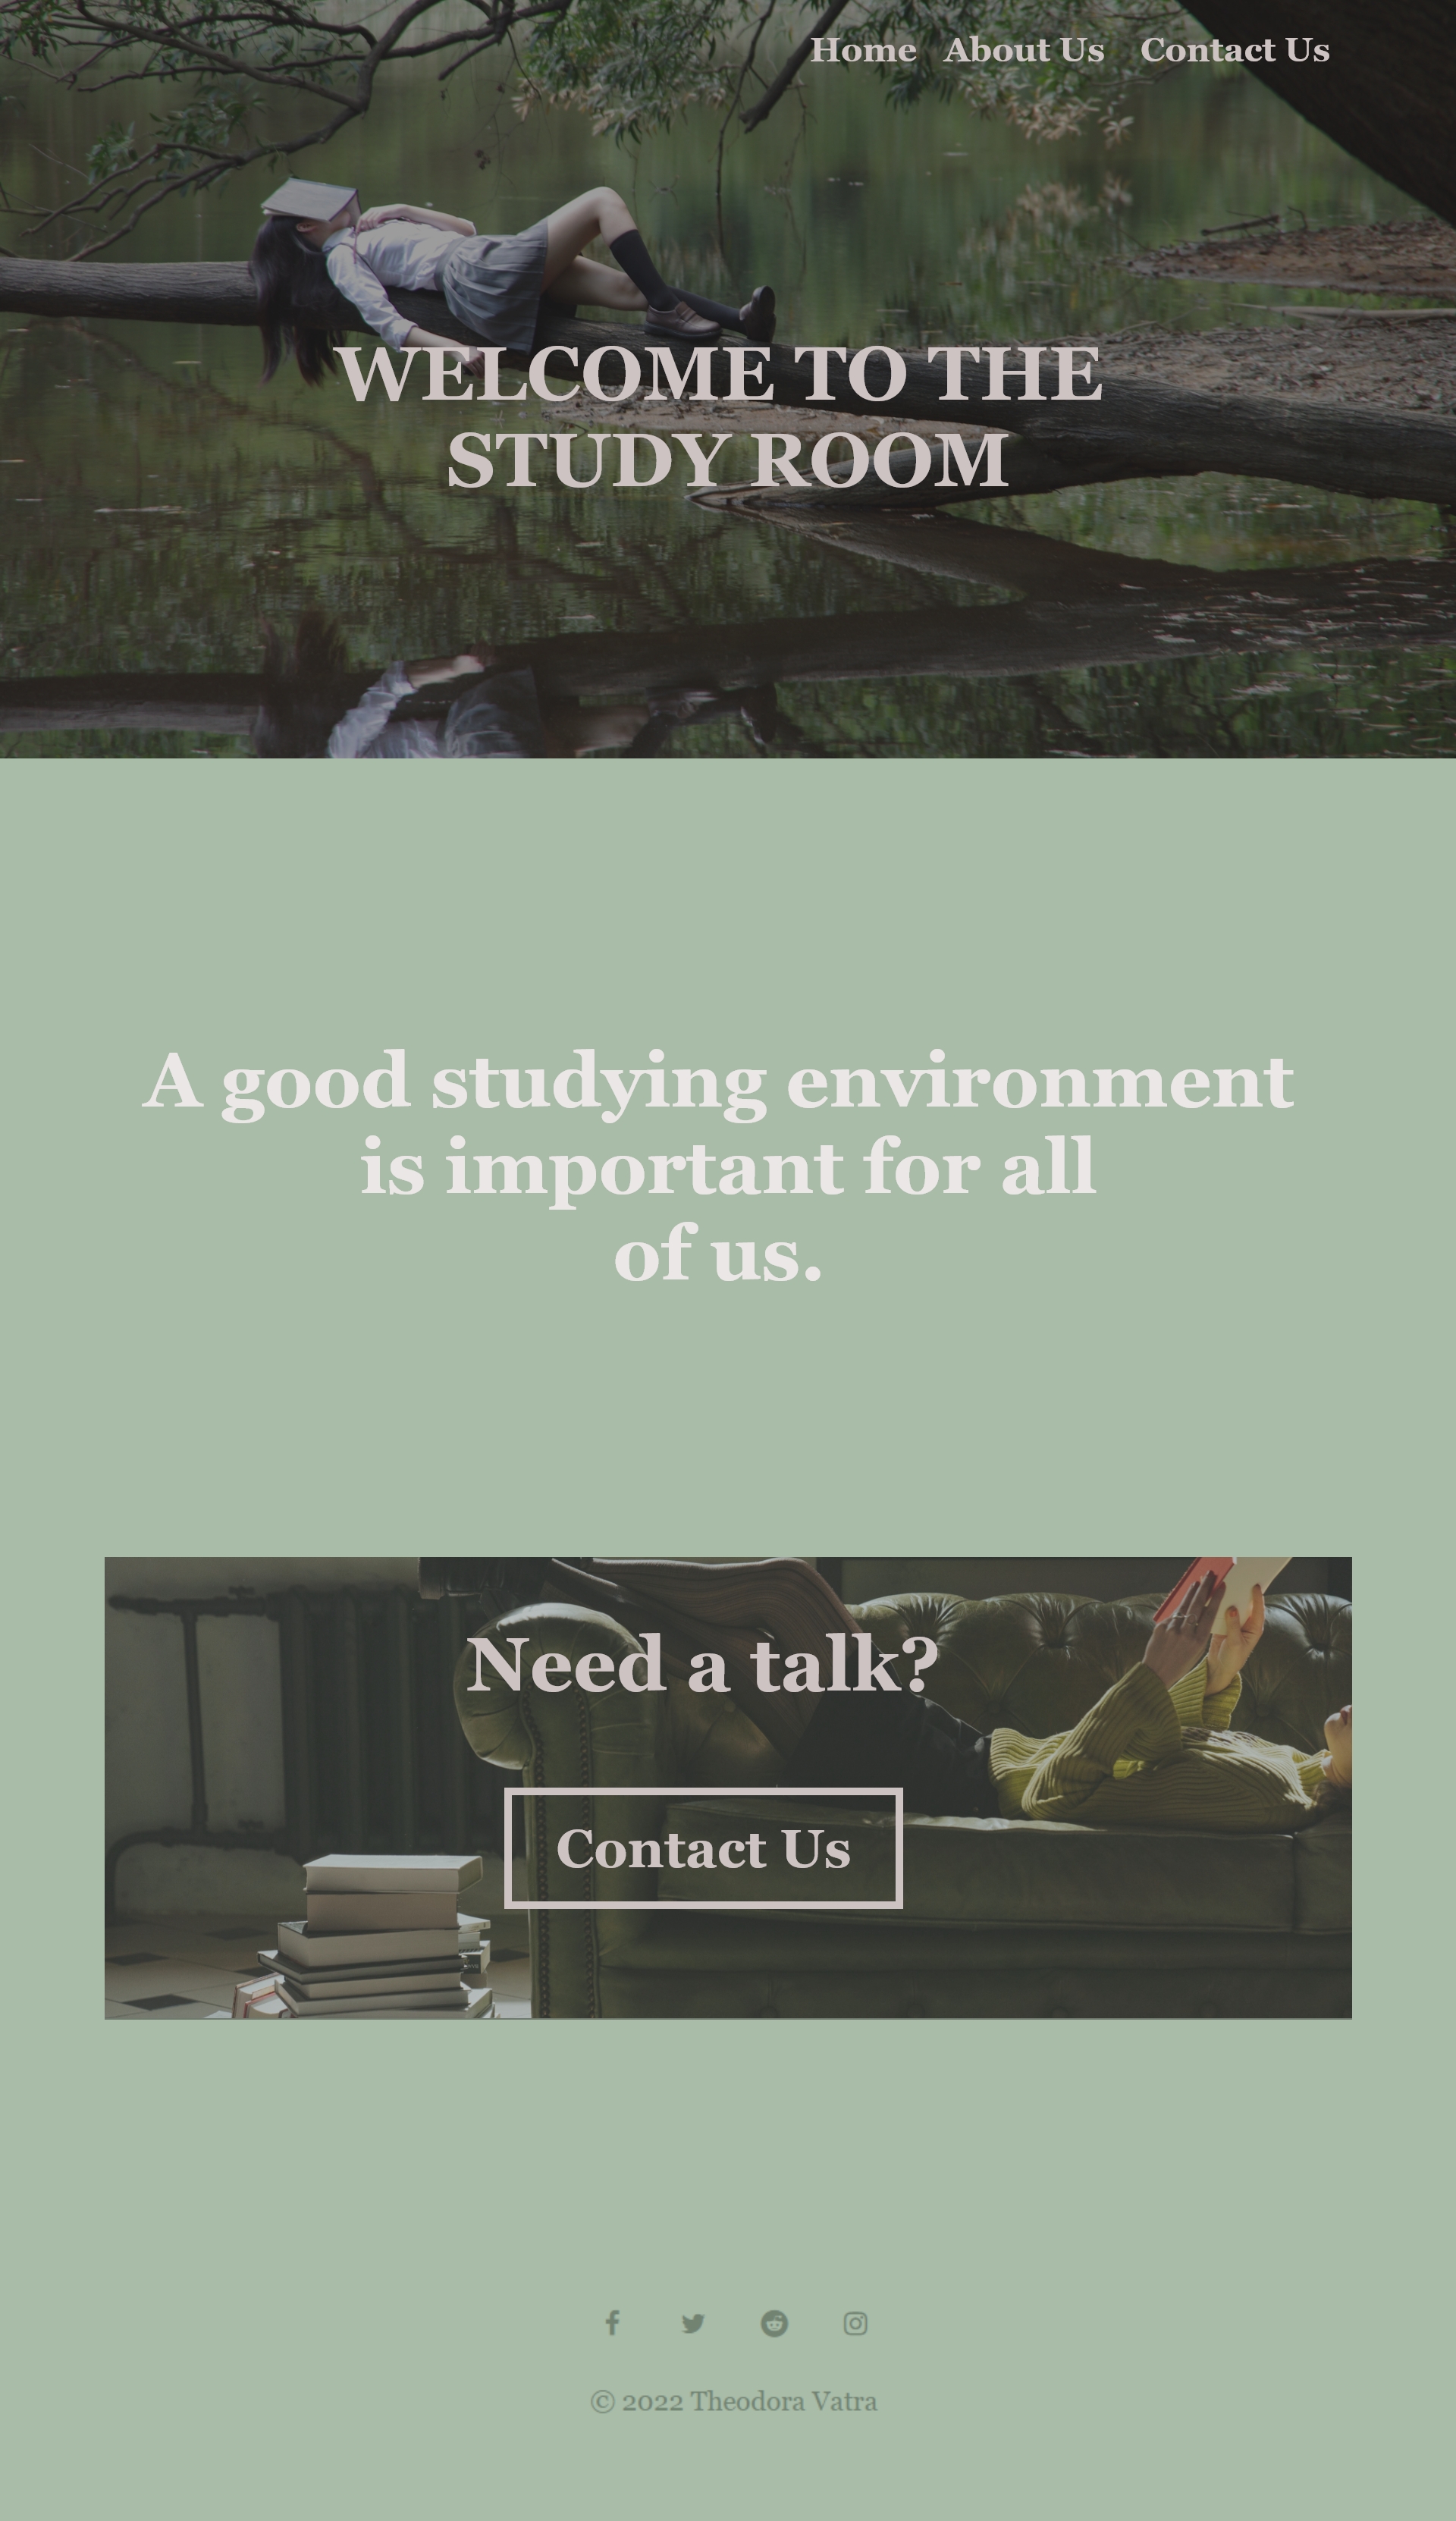 Home About Us Contact Us
WELCOME TO THE
STUDY ROOM
A good studying environment
is important for all
of us.
Need a talk?
Contact Us
© 2022 Theodora Vatra